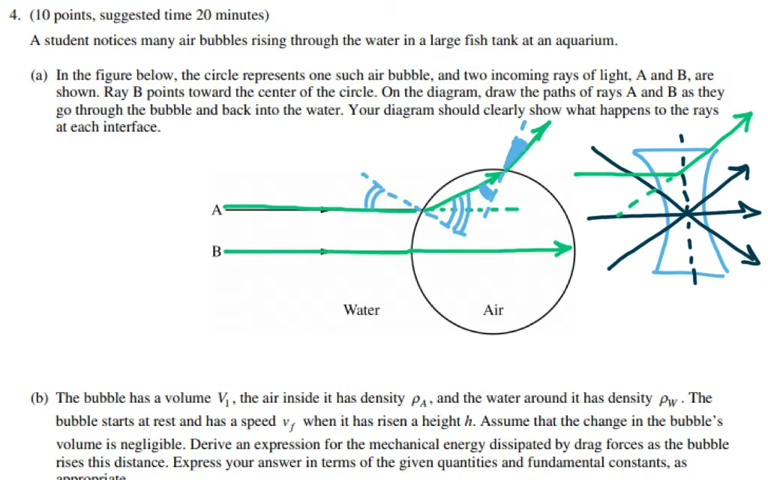 4. (10 points, suggested time 20 minutes)
A student notices many air bubbles rising through the water in a large fish tank at an aquarium.
(a) In the figure below, the circle represents one such air bubble, and two incoming rays of light, A and B, are
shown. Ray B points toward the center of the circle. On the diagram, draw the paths of rays A and B as they
go through the bubble and back into the water. Your diagram should clearly show what happens to the rays
at each interface.
A
B
Water Air
(b) The bubble has a volume V₁, the air inside it has density ρ_A, and the water around it has density ρ_W. The
bubble starts at rest and has a speed v_f when it has risen a height h. Assume that the change in the bubble's
volume is negligible. Derive an expression for the mechanical energy dissipated by drag forces as the bubble
rises this distance. Express your answer in terms of the given quantities and fundamental constants, as
appropriate.